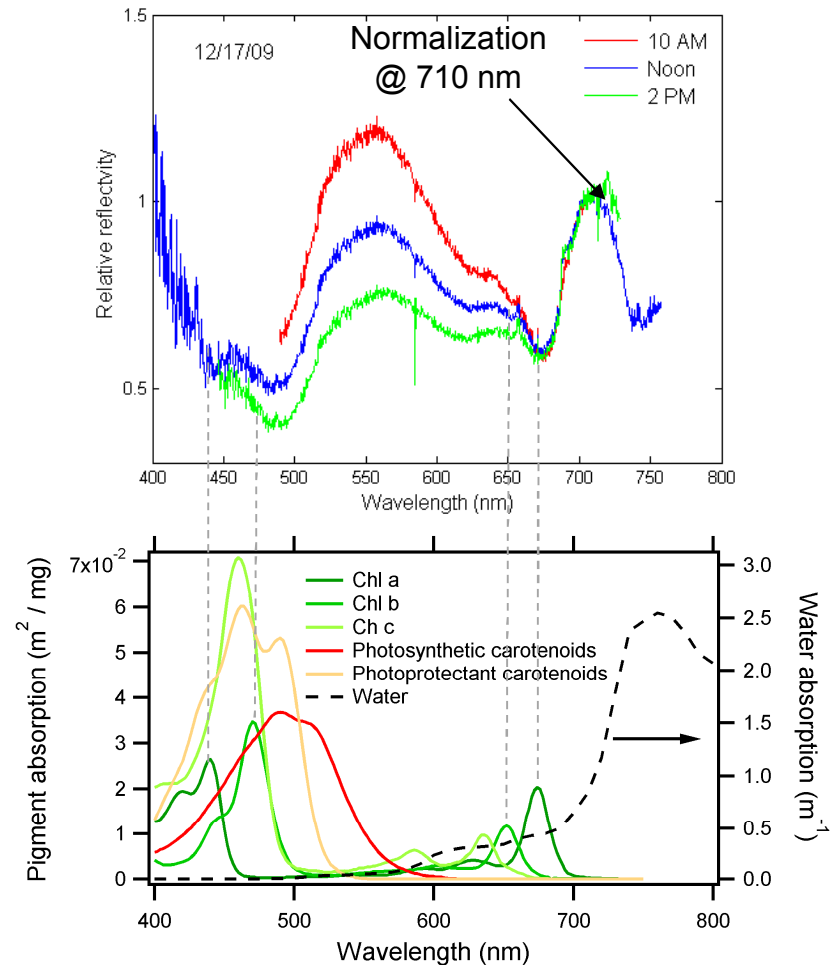 1.5
12/17/09
Normalization
@ 710 nm
10 AM
Noon
2 PM
Relative reflectvity
1
0.5
400 450 500 550 600 650 700 750 800
Wavelength (nm)
7x10-2
6
5
4
3
2
1
0
Pigment absorption (m2 / mg)
Chl a
Chl b
Ch c
Photosynthetic carotenoids
Photoprotectant carotenoids
Water
3.0
2.5
2.0
1.5
1.0
0.5
0.0
Water absorption (m-1)
400 500 600 700 800
Wavelength (nm)